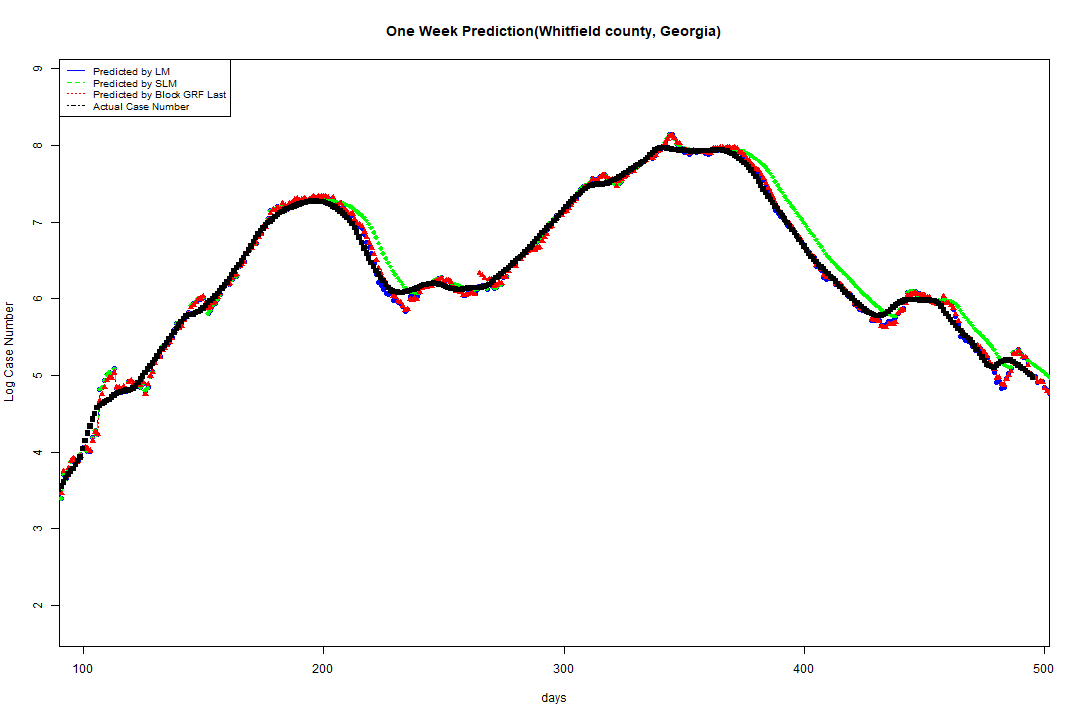 One Week Prediction(Whitfield county, Georgia)
Predicted by LM
Predicted by SLM
Predicted by Block GRF Last
Actual Case Number
Log Case Number
9
8
7
6
5
4
3
2
100 200 300 400 500
days